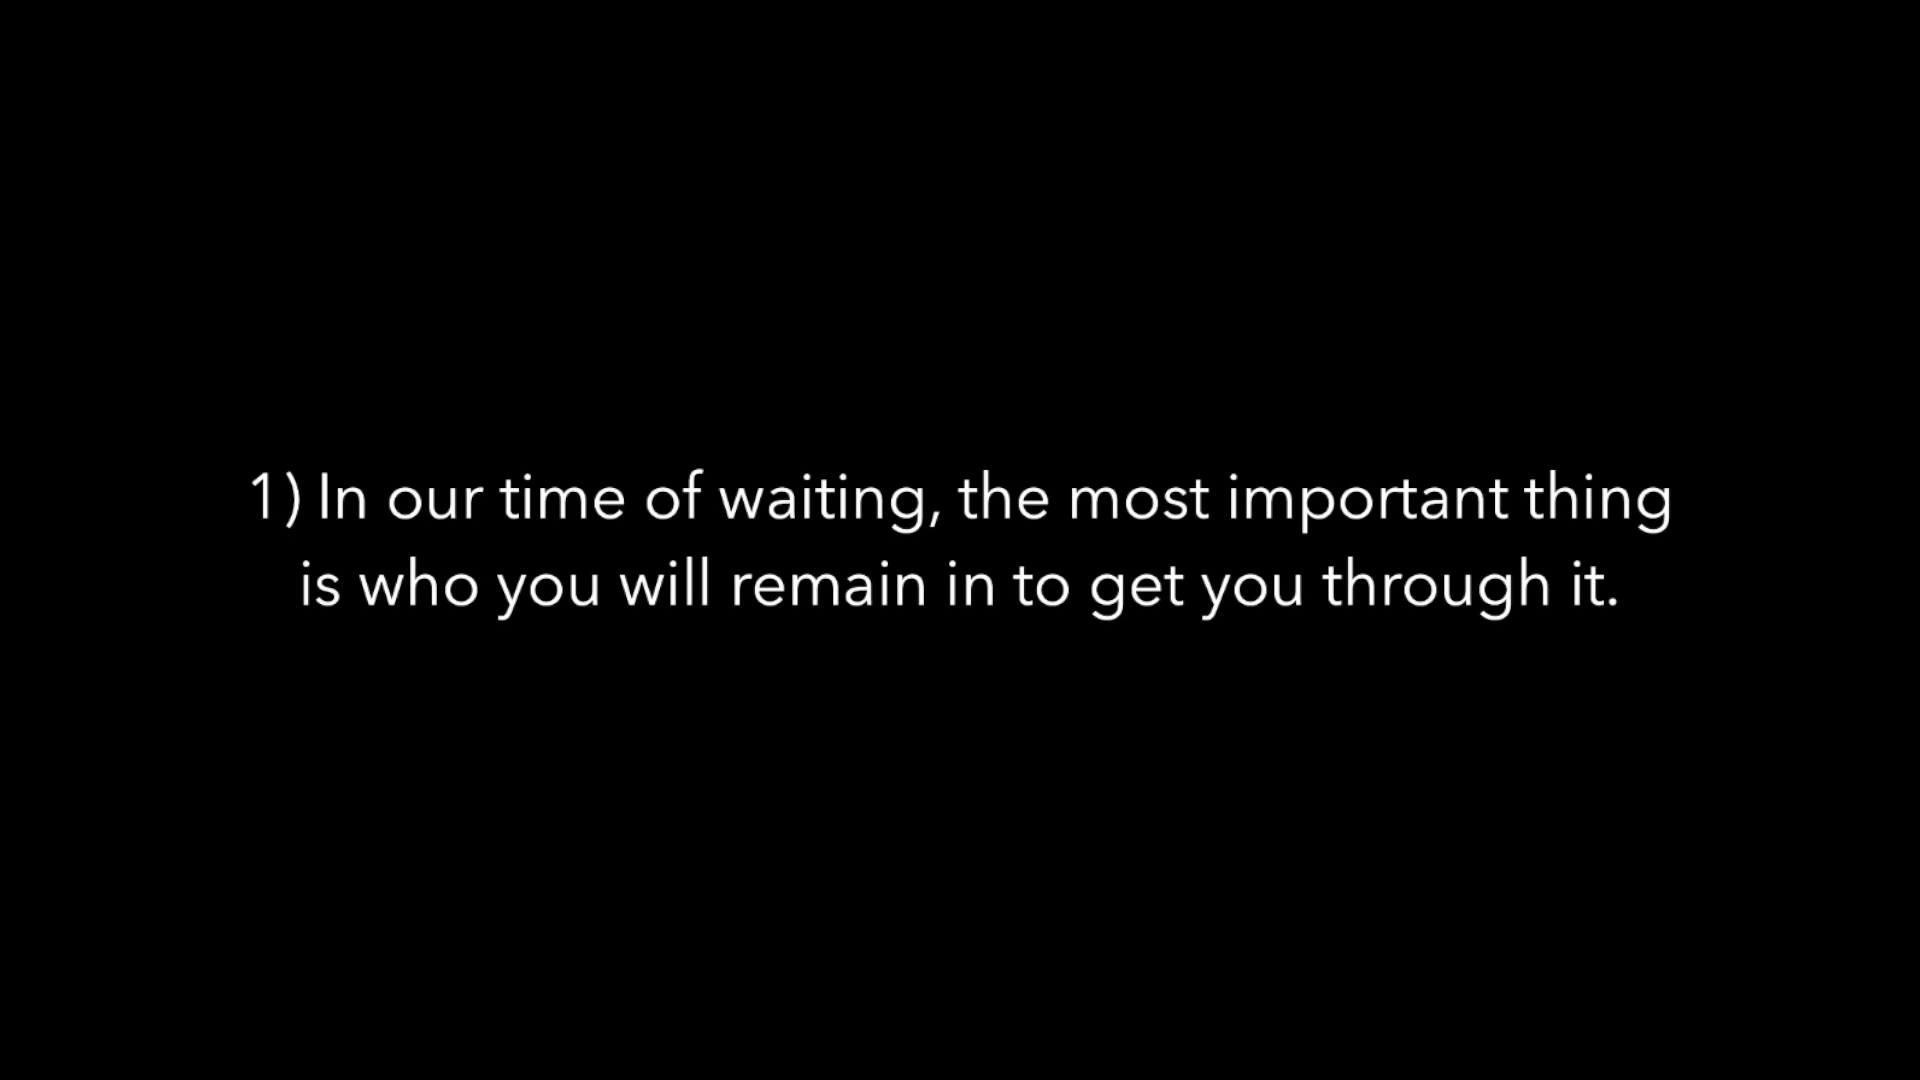 1) In our time of waiting, the most important thing
is who you will remain in to get you through it.